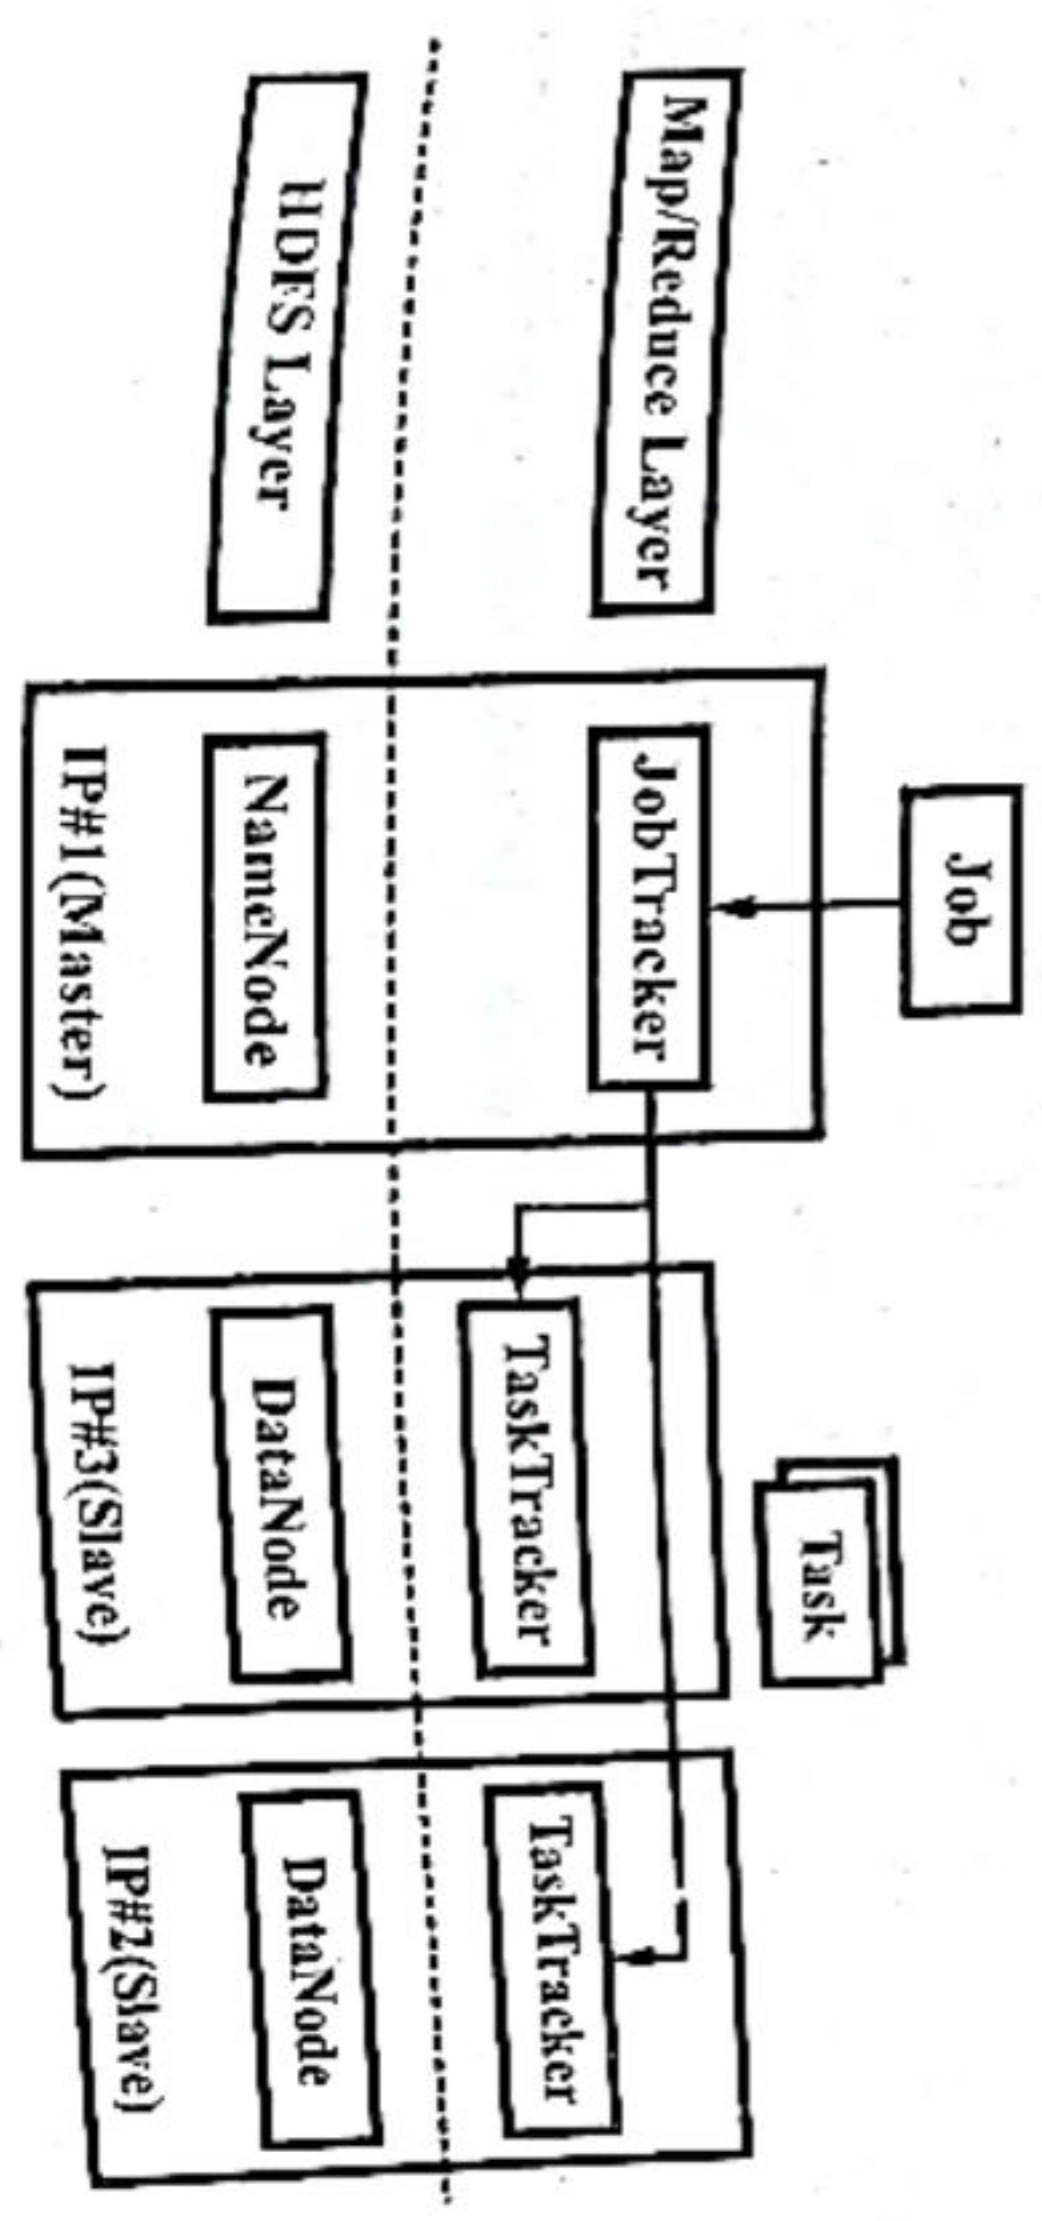 Job
Task
Map/Reduce Layer
JobTracker
TaskTracker
TaskTracker
HDFS Layer
NameNode
DataNode
DataNode
IP#1(Master)
IP#3(Slave)
IP#2(Slave)